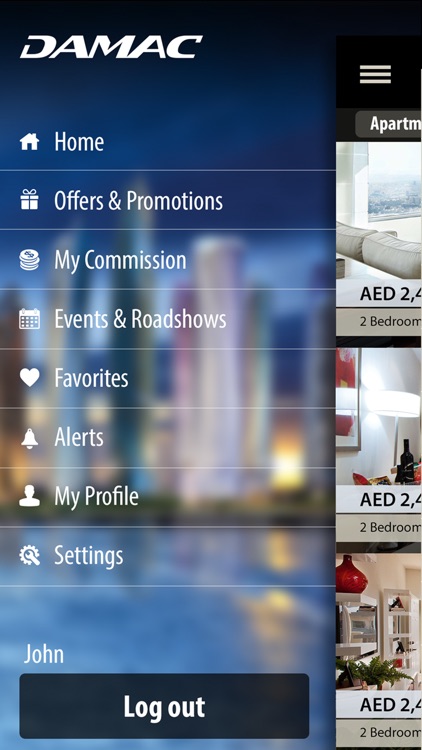 DAMAC
Home
Offers & Promotions
My Commission
Events & Roadshows
Favorites
Alerts
My Profile
Settings
John
Log out
Apartm
AED 2,4
2 Bedroom
AED 2,4
2 Bedroom
AED 2,4
2 Bedroom